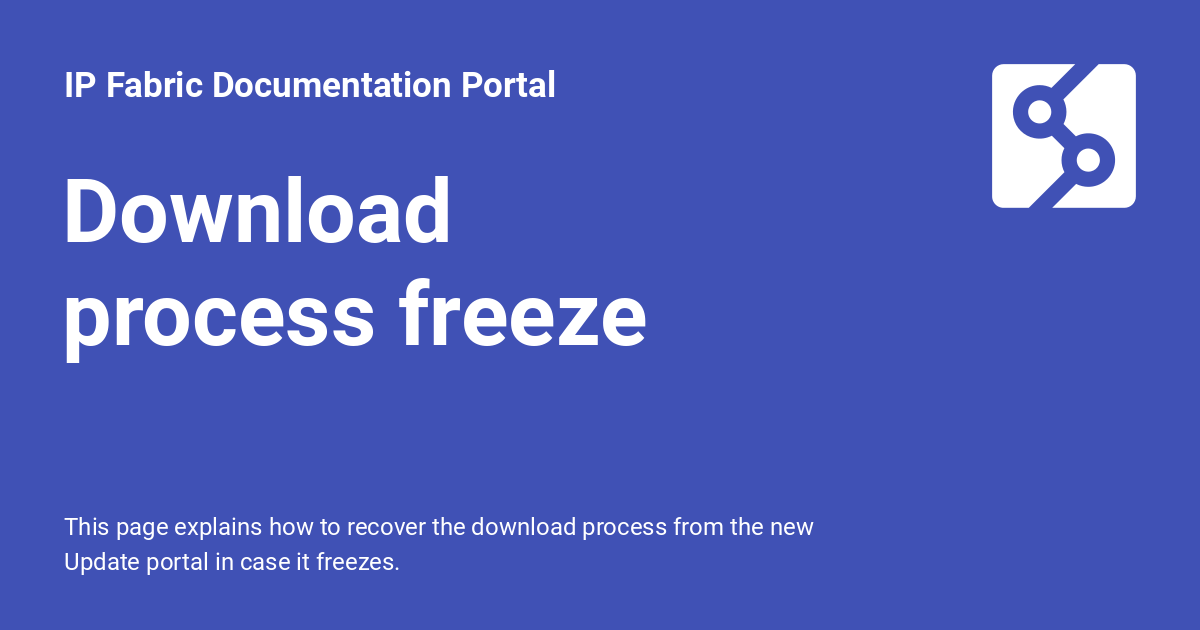 IP Fabric Documentation Portal
Download
process freeze
This page explains how to recover the download process from the new
Update portal in case it freezes.